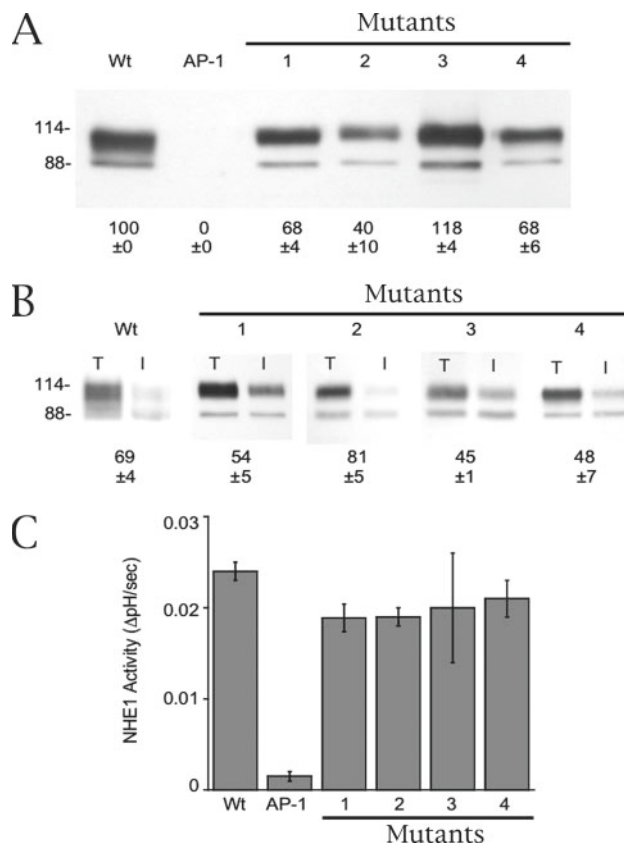 A
Mutants
Wt AP-1 1 2 3 4
114-
88-
100 0 68 40 118 68
±0 ±0 ±4 ±10 ±4 ±6
B
Mutants
Wt 1 2 3 4
T I T I T I T I T I
114-
88-
69 54 81 45 48
±4 ±5 ±5 ±1 ±7
C
NHE1 Activity (ΔpH/sec)
0.03
0.02
0.01
0
Wt AP-1 1 2 3 4
Mutants